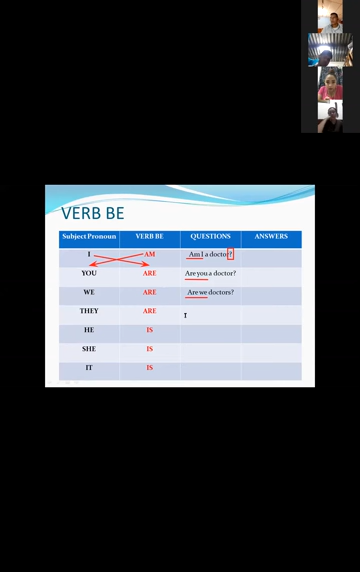 VERB BE
Subject Pronoun VERB BE QUESTIONS ANSWERS
I AM Am I a doctor?
YOU ARE Are you a doctor?
WE ARE Are we doctors?
THEY ARE
HE IS
SHE IS
IT IS